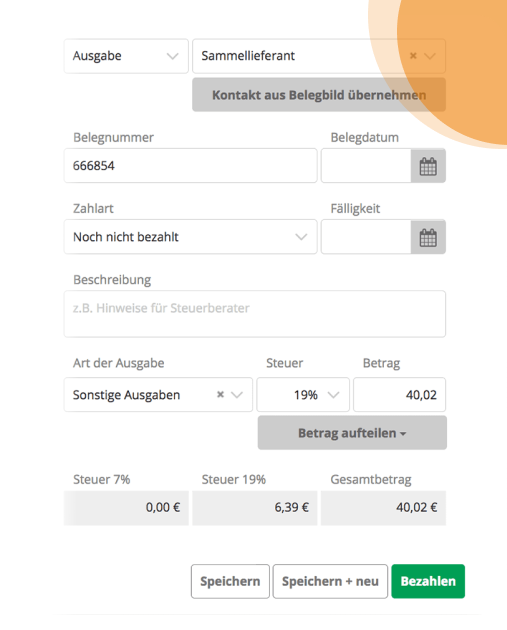 Ausgabe Sammellieferant
Kontakt aus Belegbild übernehmen
Belegnummer Belegdatum
666854
Zahlart Fälligkeit
Noch nicht bezahlt
Beschreibung
z.B. Hinweise für Steuerberater
Art der Ausgabe Steuer Betrag
Sonstige Ausgaben 19% 40,02
Betrag aufteilen
Steuer 7% Steuer 19% Gesamtbetrag
0,00 € 6,39 € 40,02 €
Speichern Speichern + neu Bezahlen